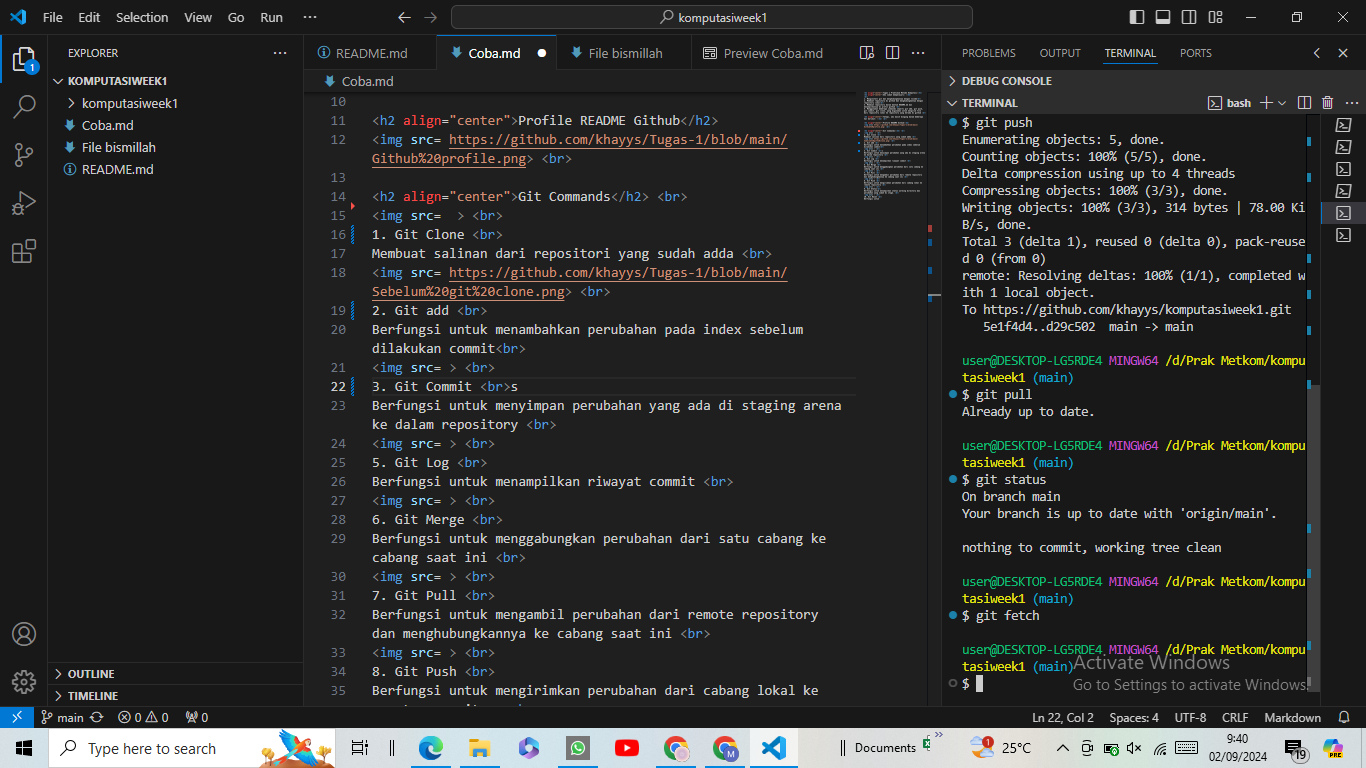 File Edit Selection View Go Run ··· komputasiweek1
EXPLORER ···
KOMPUTASIWEEK1
komputasiweek1
Coba.md
File bismillah
README.md
OUTLINE
TIMELINE
1
README.md Coba.md File bismillah Preview Coba.md ···
Coba.md
10
11 <h2 align="center">Profile README Github</h2>
12 <img src= https://github.com/khayys/Tugas-1/blob/main/
Github%20profile.png> <br>
13
14 <h2 align="center">Git Commands</h2> <br>
15 <img src=  > <br>
16 1. Git Clone <br>
17 Membuat salinan dari repositori yang sudah adda <br>
18 <img src= https://github.com/khayys/Tugas-1/blob/main/
Sebelum%20git%20clone.png> <br>
19 2. Git add <br>
20 Berfungsi untuk menambahkan perubahan pada index sebelum
dilakukan commit<br>
21 <img src= > <br>
22 3. Git Commit <br>s
23 Berfungsi untuk menyimpan perubahan yang ada di staging arena
ke dalam repository <br>
24 <img src= > <br>
25 5. Git Log <br>
26 Berfungsi untuk menampilkan riwayat commit <br>
27 <img src= > <br>
28 6. Git Merge <br>
29 Berfungsi untuk menggabungkan perubahan dari satu cabang ke
cabang saat ini <br>
30 <img src= > <br>
31 7. Git Pull <br>
32 Berfungsi untuk mengambil perubahan dari remote repository
dan menghubungkannya ke cabang saat ini <br>
33 <img src= > <br>
34 8. Git Push <br>
35 Berfungsi untuk mengirimkan perubahan dari cabang lokal ke
PROBLEMS OUTPUT TERMINAL PORTS
DEBUG CONSOLE
TERMINAL bash ···
$ git push
Enumerating objects: 5, done.
Counting objects: 100% (5/5), done.
Delta compression using up to 4 threads
Compressing objects: 100% (3/3), done.
Writing objects: 100% (3/3), 314 bytes | 78.00 Ki
B/s, done.
Total 3 (delta 1), reused 0 (delta 0), pack-reuse
d 0 (from 0)
remote: Resolving deltas: 100% (1/1), completed w
ith 1 local object.
To https://github.com/khayys/komputasiweek1.git
   5e1f4d4..d29c502  main -> main
user@DESKTOP-LG5RDE4 MINGW64 /d/Prak Metkom/kompu
tasiweek1 (main)
$ git pull
Already up to date.
user@DESKTOP-LG5RDE4 MINGW64 /d/Prak Metkom/kompu
tasiweek1 (main)
$ git status
On branch main
Your branch is up to date with 'origin/main'.
nothing to commit, working tree clean
user@DESKTOP-LG5RDE4 MINGW64 /d/Prak Metkom/kompu
tasiweek1 (main)
$ git fetch
user@DESKTOP-LG5RDE4 MINGW64 /d/Prak Metkom/kompu
tasiweek1 (main)
$
Activate Windows
Go to Settings to activate Windows.
main 0 0 0 Ln 22, Col 2 Spaces: 4 UTF-8 CRLF Markdown
Type here to search Documents 1 25°C 9:40
02/09/2024 19 PRE